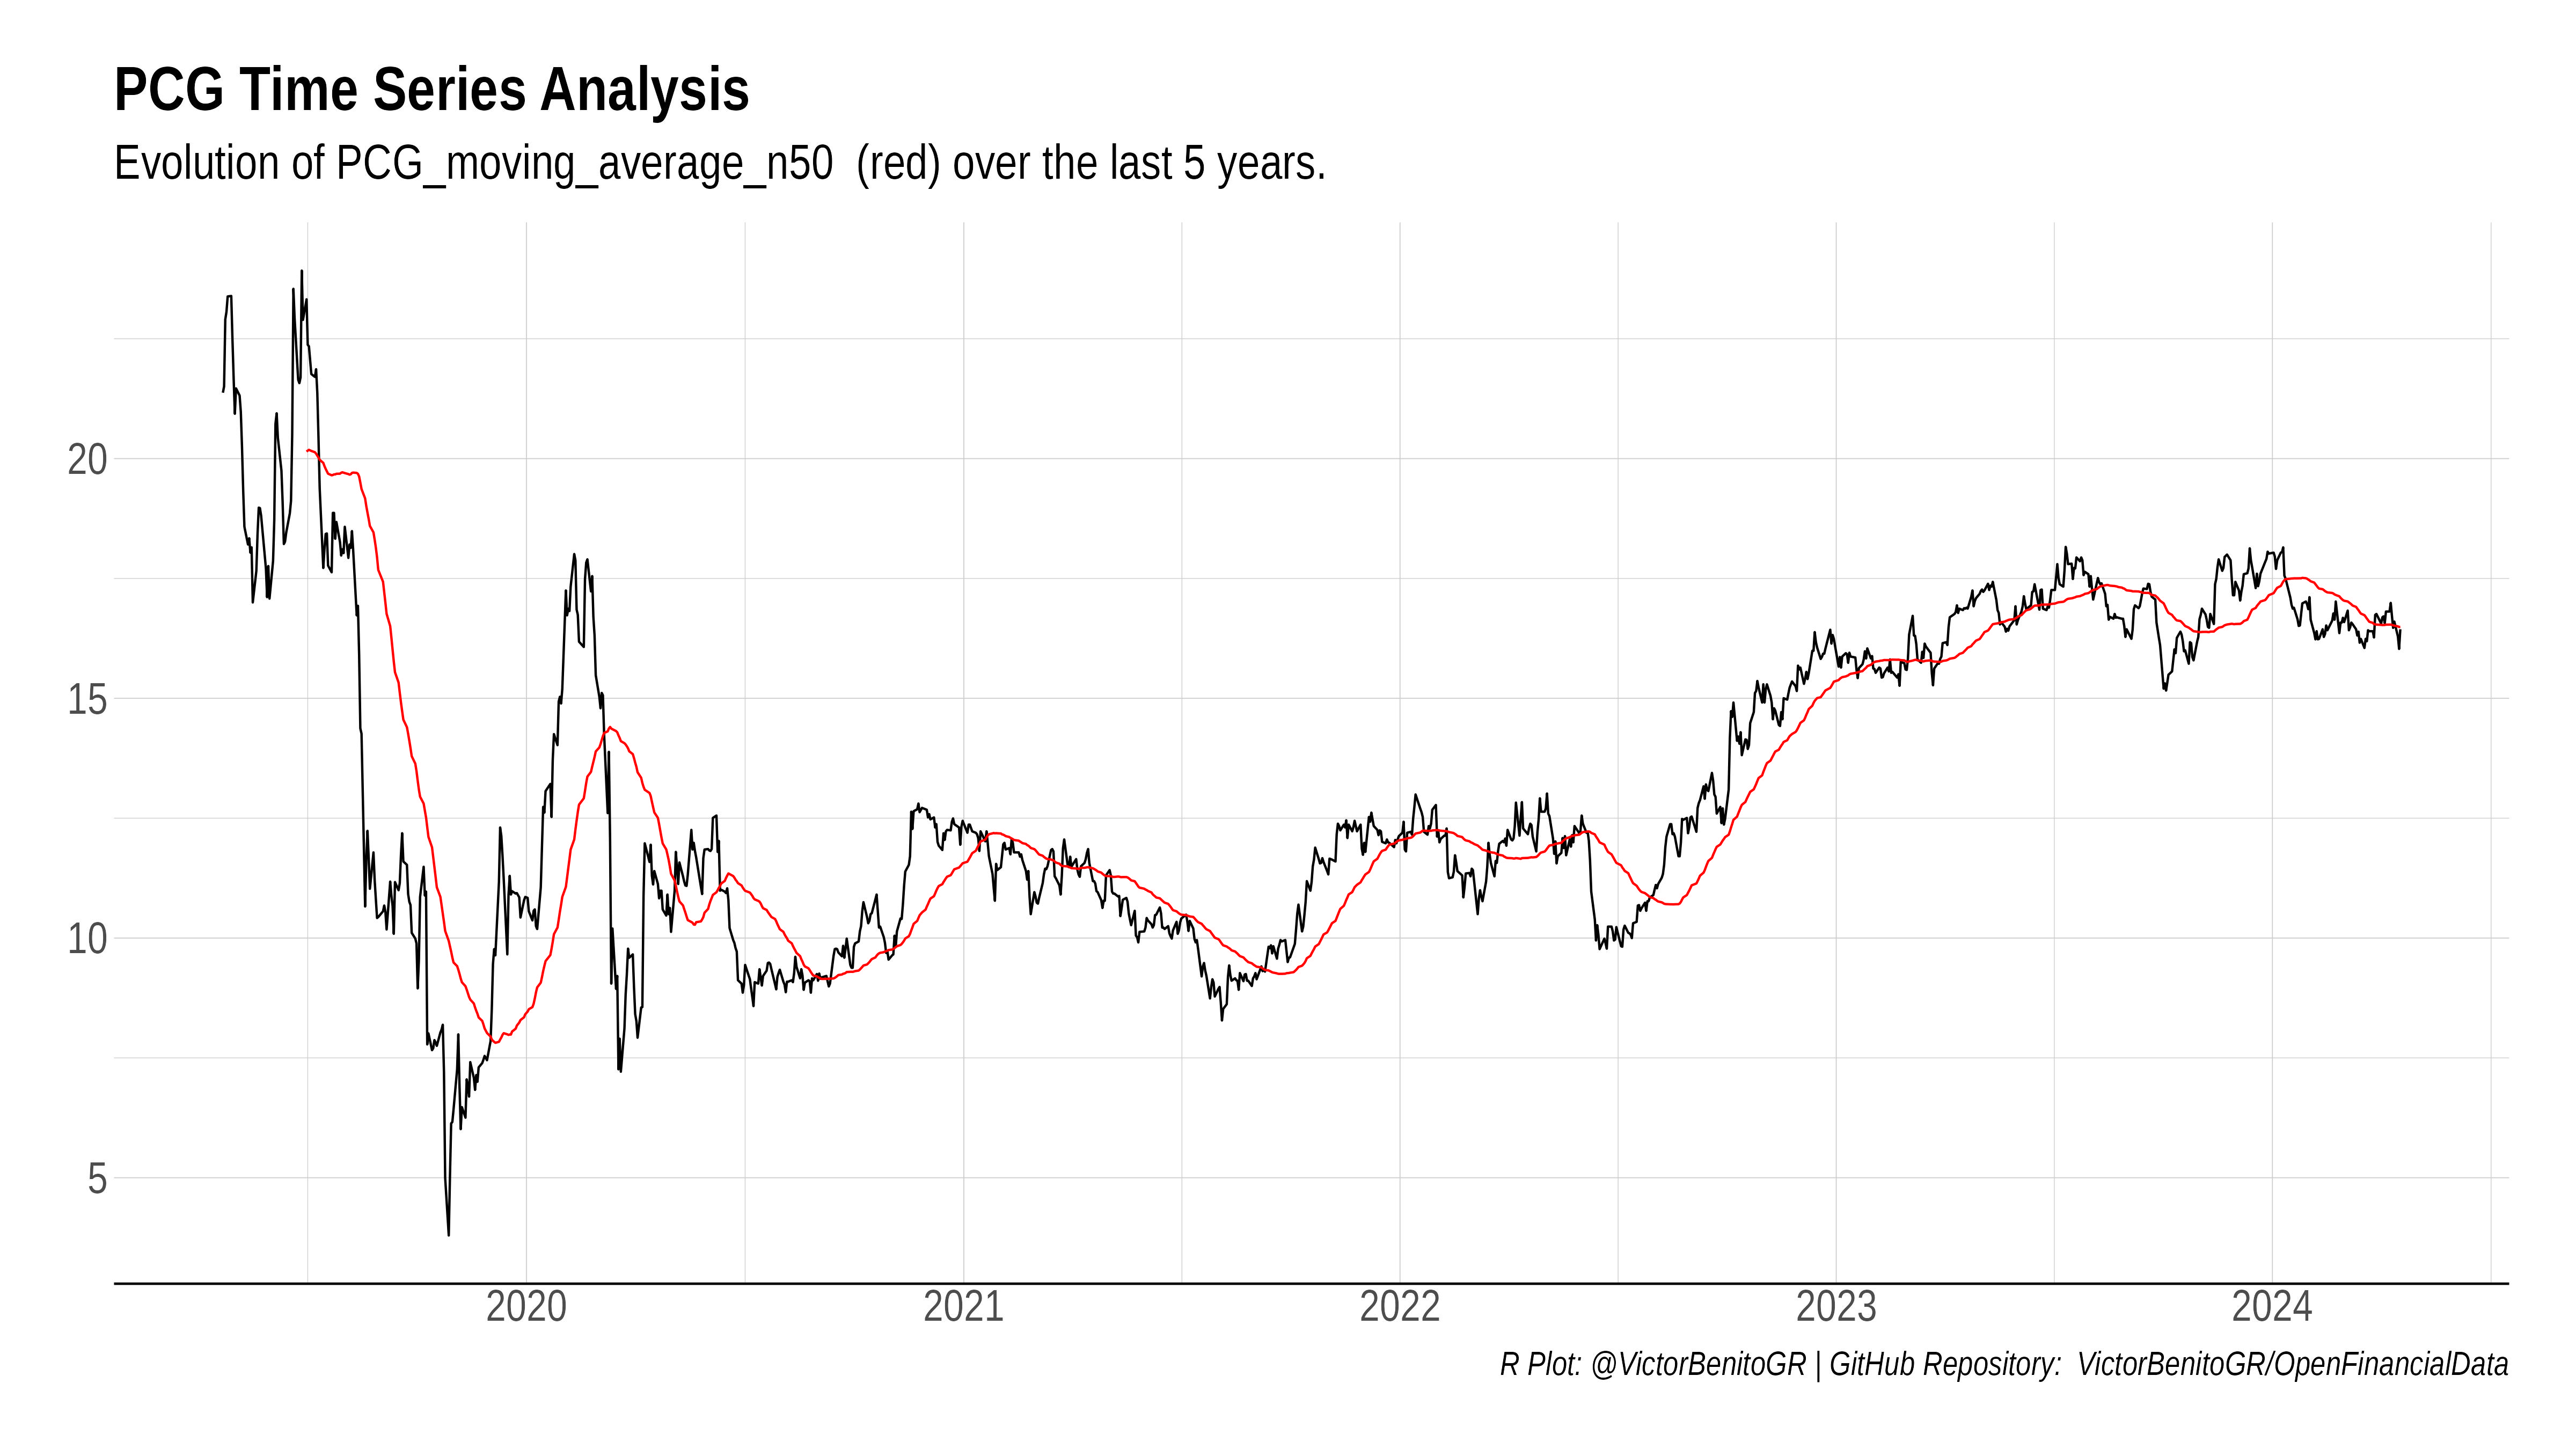 PCG Time Series Analysis
Evolution of PCG_moving_average_n50  (red) over the last 5 years.
20
15
10
5
2020 2021 2022 2023 2024
R Plot: @VictorBenitoGR | GitHub Repository:  VictorBenitoGR/OpenFinancialData